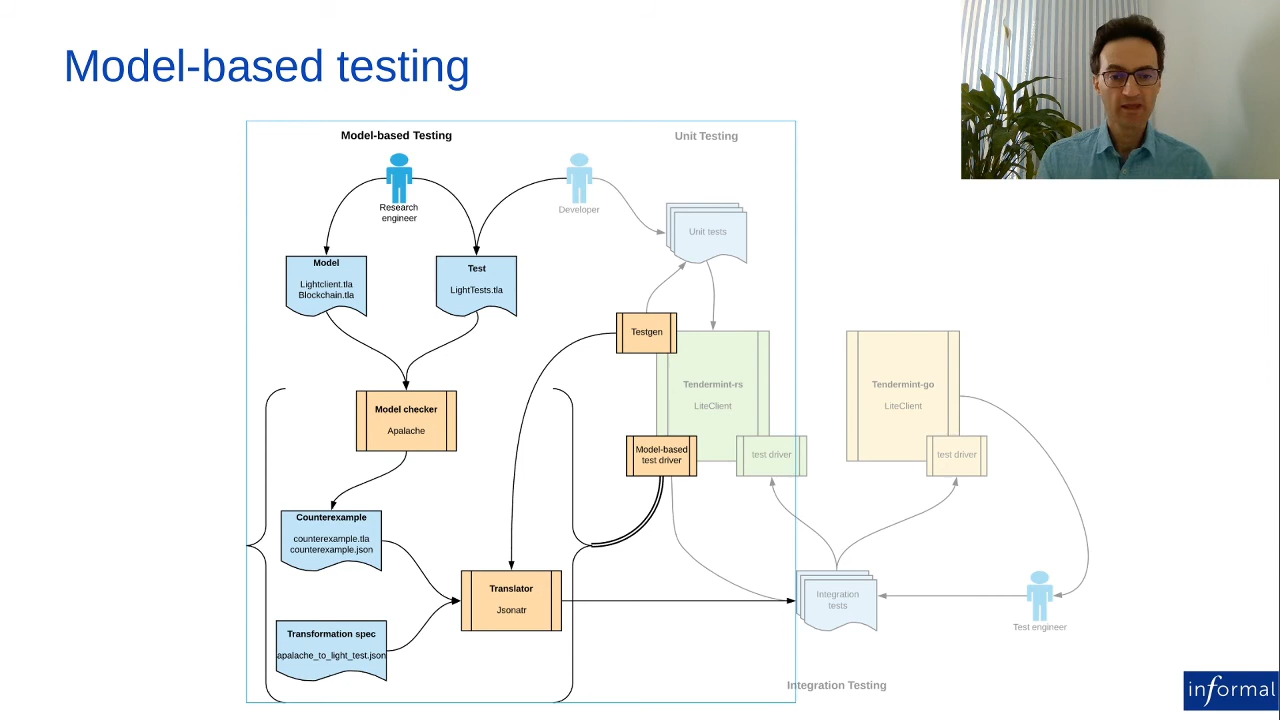 Model-based testing
Model-based Testing
Unit Testing
Research
engineer
Developer
Unit tests
Model
Lightclient.tla
Blockchain.tla
Test
LightTests.tla
Testgen
Tendermint-rs
LiteClient
Tendermint-go
LiteClient
Model checker
Apalache
Model-based
test driver
test driver
test driver
Counterexample
counterexample.tla
counterexample.json
Translator
Jsonatr
Integration
tests
Test engineer
Transformation spec
apalache_to_light_test.json
Integration Testing
informal